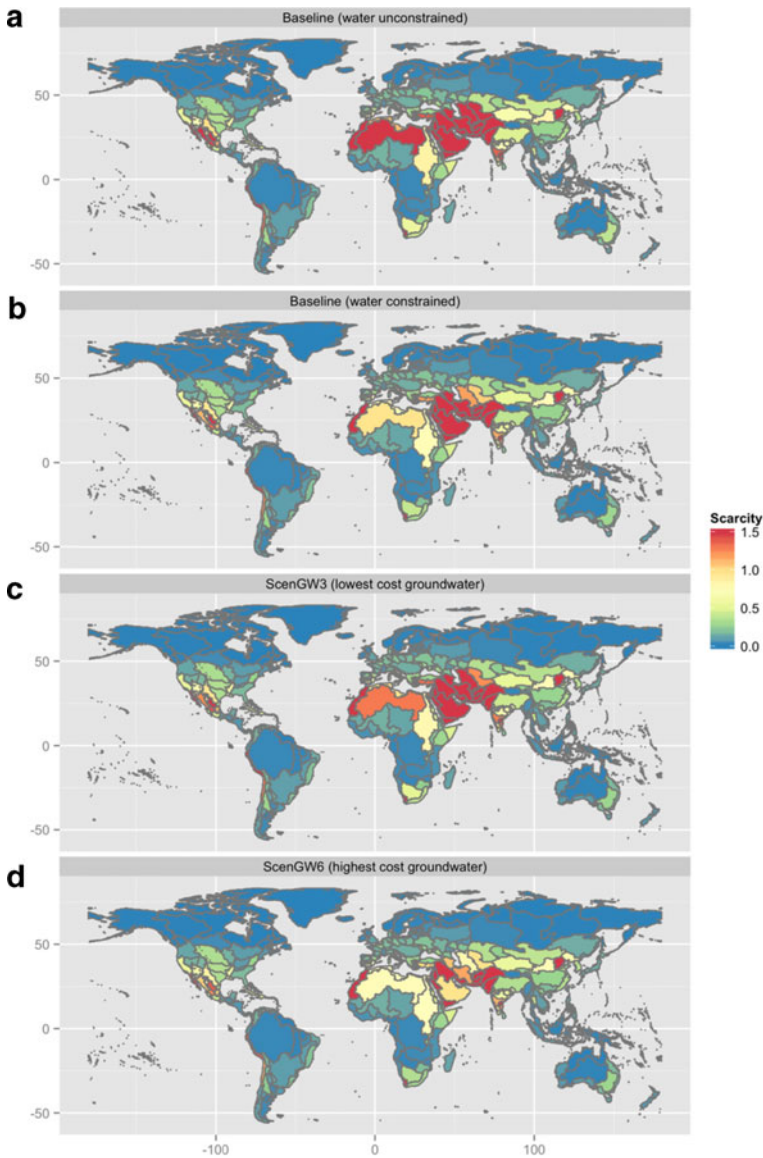 a
Baseline (water unconstrained)
50
0
-50
b
Baseline (water constrained)
50
0
-50
Scarcity
1.5
1.0
0.5
0.0
c
ScenGW3 (lowest cost groundwater)
50
0
-50
d
ScenGW6 (highest cost groundwater)
50
0
-50
-100
0
100